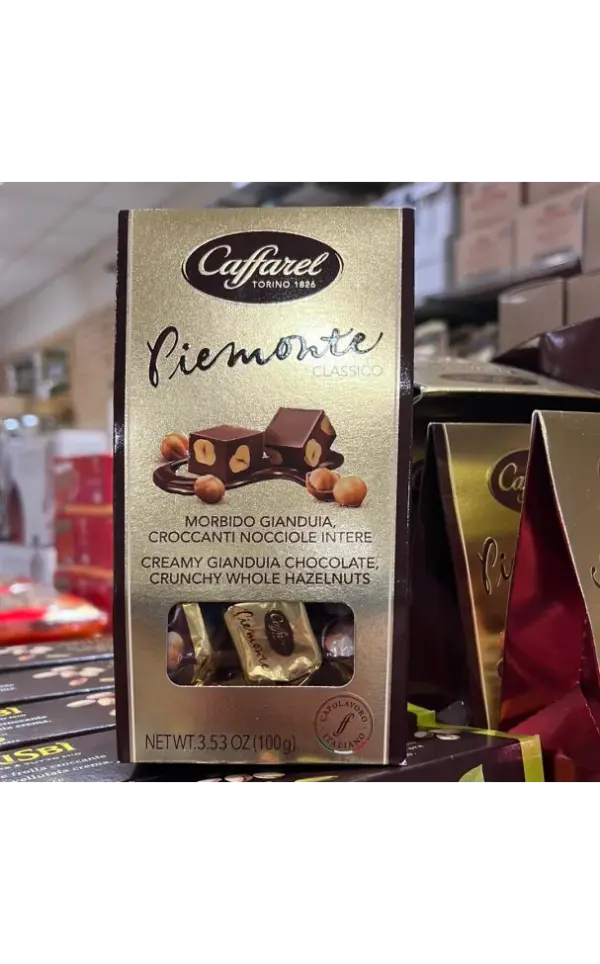 Caffarel
TORINO 1826
Piemonte
CLASSICO
MORBIDO GIANDUIA,
CROCCANTI NOCCIOLE INTERE
CREAMY GIANDUIA CHOCOLATE,
CRUNCHY WHOLE HAZELNUTS
Caffarel
Piemonte
NET WT. 3.53 OZ (100g)
CAPOLAVORO
ITALIANO